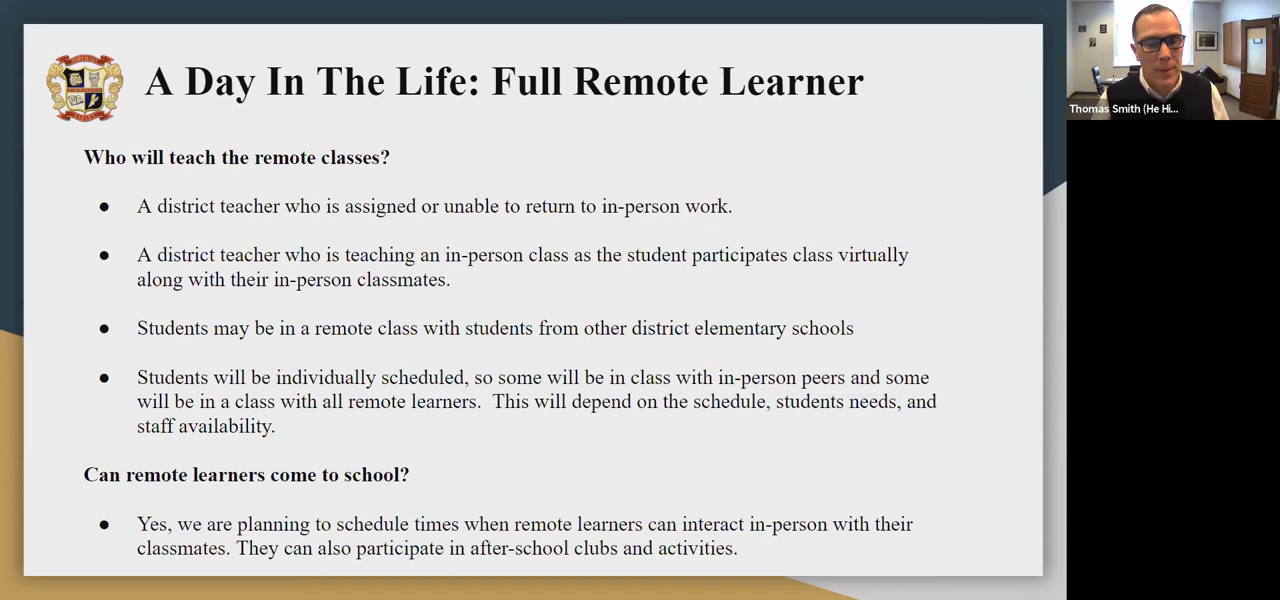 A Day In The Life: Full Remote Learner
Who will teach the remote classes?
● A district teacher who is assigned or unable to return to in-person work.
● A district teacher who is teaching an in-person class as the student participates class virtually
along with their in-person classmates.
● Students may be in a remote class with students from other district elementary schools
● Students will be individually scheduled, so some will be in class with in-person peers and some
will be in a class with all remote learners.  This will depend on the schedule, students needs, and
staff availability.
Can remote learners come to school?
● Yes, we are planning to schedule times when remote learners can interact in-person with their
classmates. They can also participate in after-school clubs and activities.
Thomas Smith (He Hi...